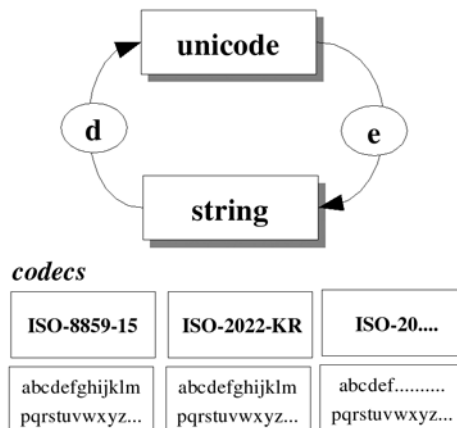 unicode
d
e
string
codecs
ISO-8859-15
ISO-2022-KR
ISO-20....
abcdefghijklm
pqrstuvwxyz...
abcdefghijklm
pqrstuvwxyz...
abcdef..........
pqrstuvwxyz...